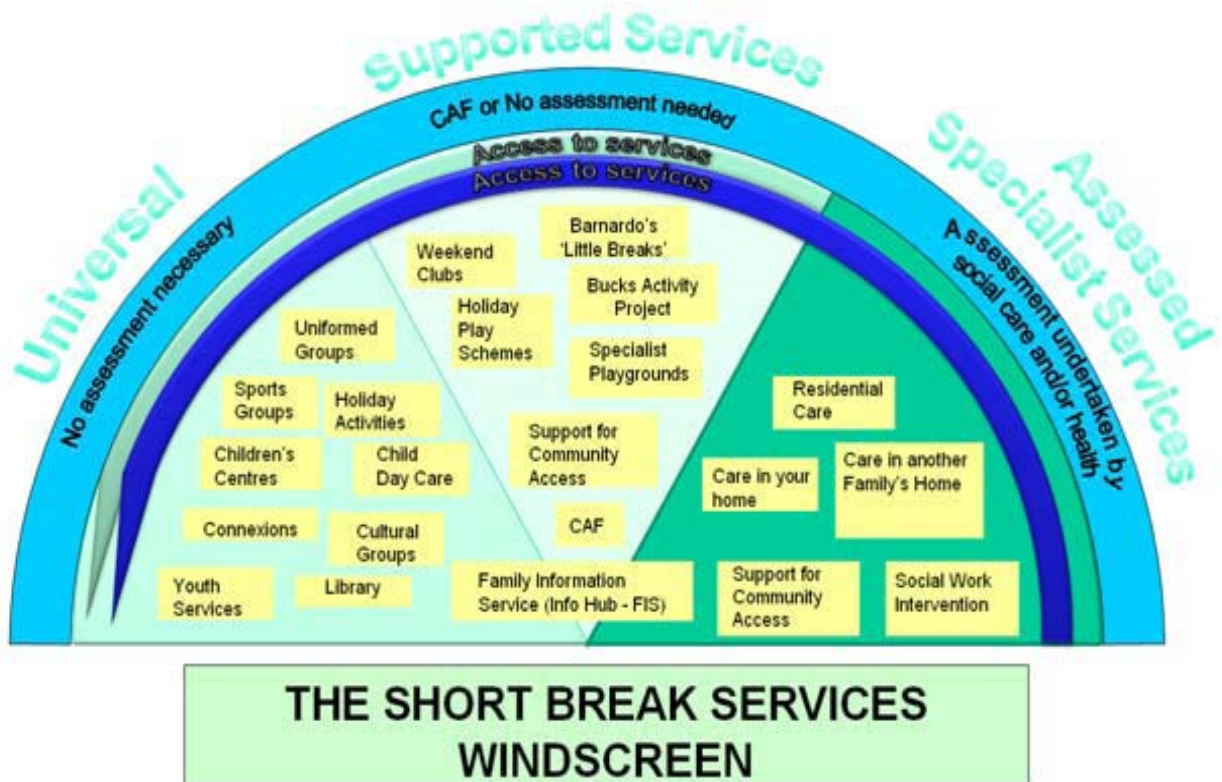 Supported Services
CAF or No assessment needed
Access to services
Access to services
Universal
No assessment necessary
Assessed
Specialist Services
Assessment undertaken by
social care and/or health
Uniformed
Groups
Sports
Groups
Holiday
Activities
Children's
Centres
Child
Day Care
Connexions
Cultural
Groups
Youth
Services
Library
Weekend
Clubs
Barnardo's
'Little Breaks'
Holiday
Play
Schemes
Bucks Activity
Project
Specialist
Playgrounds
Support for
Community
Access
CAF
Family Information
Service (Info Hub - FIS)
Residential
Care
Care in your
home
Care in another
Family's Home
Support for
Community
Access
Social Work
Intervention
THE SHORT BREAK SERVICES
WINDSCREEN